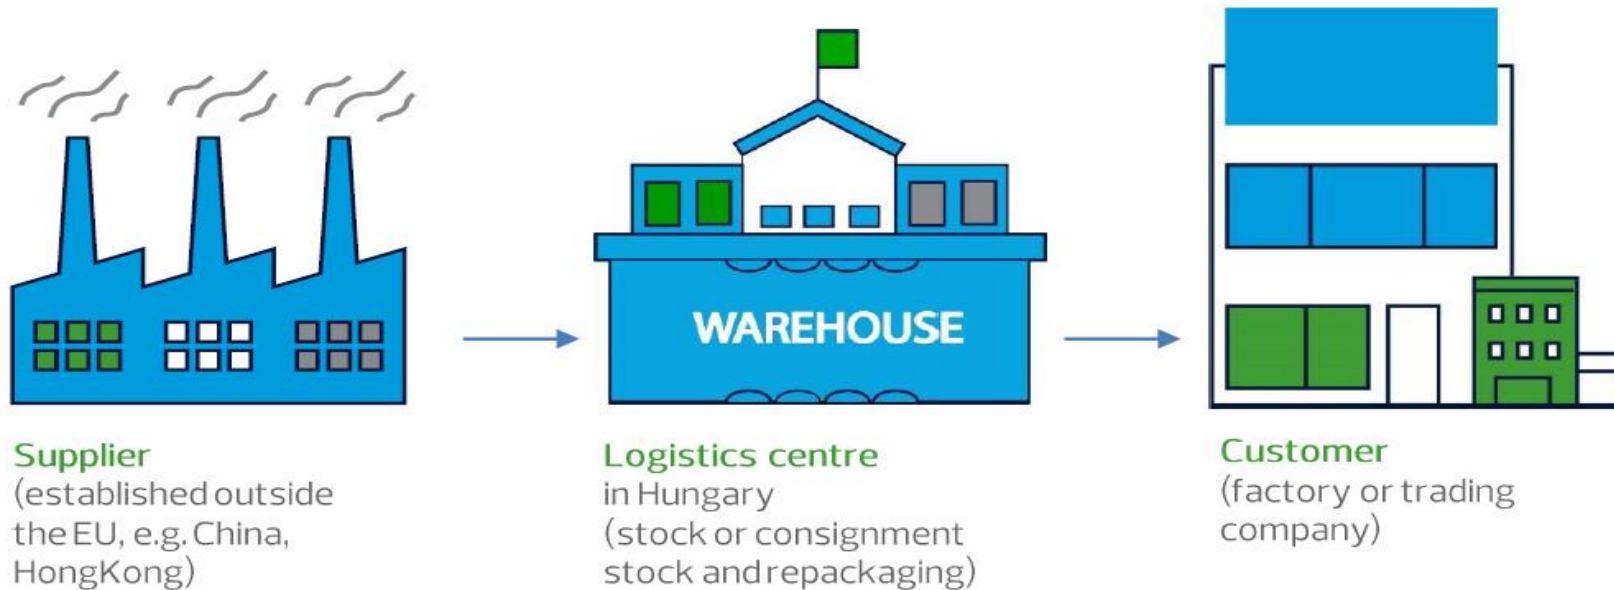 WAREHOUSE
Supplier
(established outside
the EU, e.g. China,
HongKong)
Logistics centre
in Hungary
(stock or consignment
stock and repackaging)
Customer
(factory or trading
company)